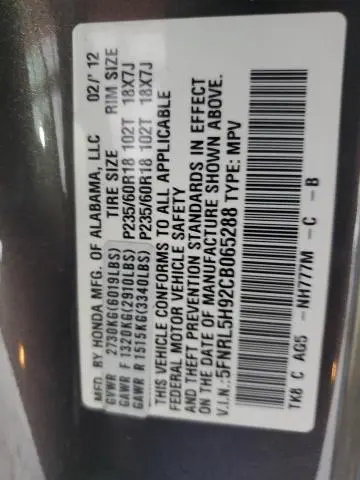 MFD. BY HONDA MFG. OF ALABAMA, LLC 02/ 12
GVWR 2730KG(6019LBS) TIRE SIZE RIM SIZE
GAWR F 1320KG(2910LBS) P235/60R18 102T 18X7J
GAWR R 1515KG(3340LBS) P235/60R18 102T 18X7J
THIS VEHICLE CONFORMS TO ALL APPLICABLE
FEDERAL MOTOR VEHICLE SAFETY
AND THEFT PREVENTION STANDARDS IN EFFECT
ON THE DATE OF MANUFACTURE SHOWN ABOVE.
V.I.N.:5FNRL5H92CB065288 TYPE: MPV
TK8 C AG5 - NH777M - C - B